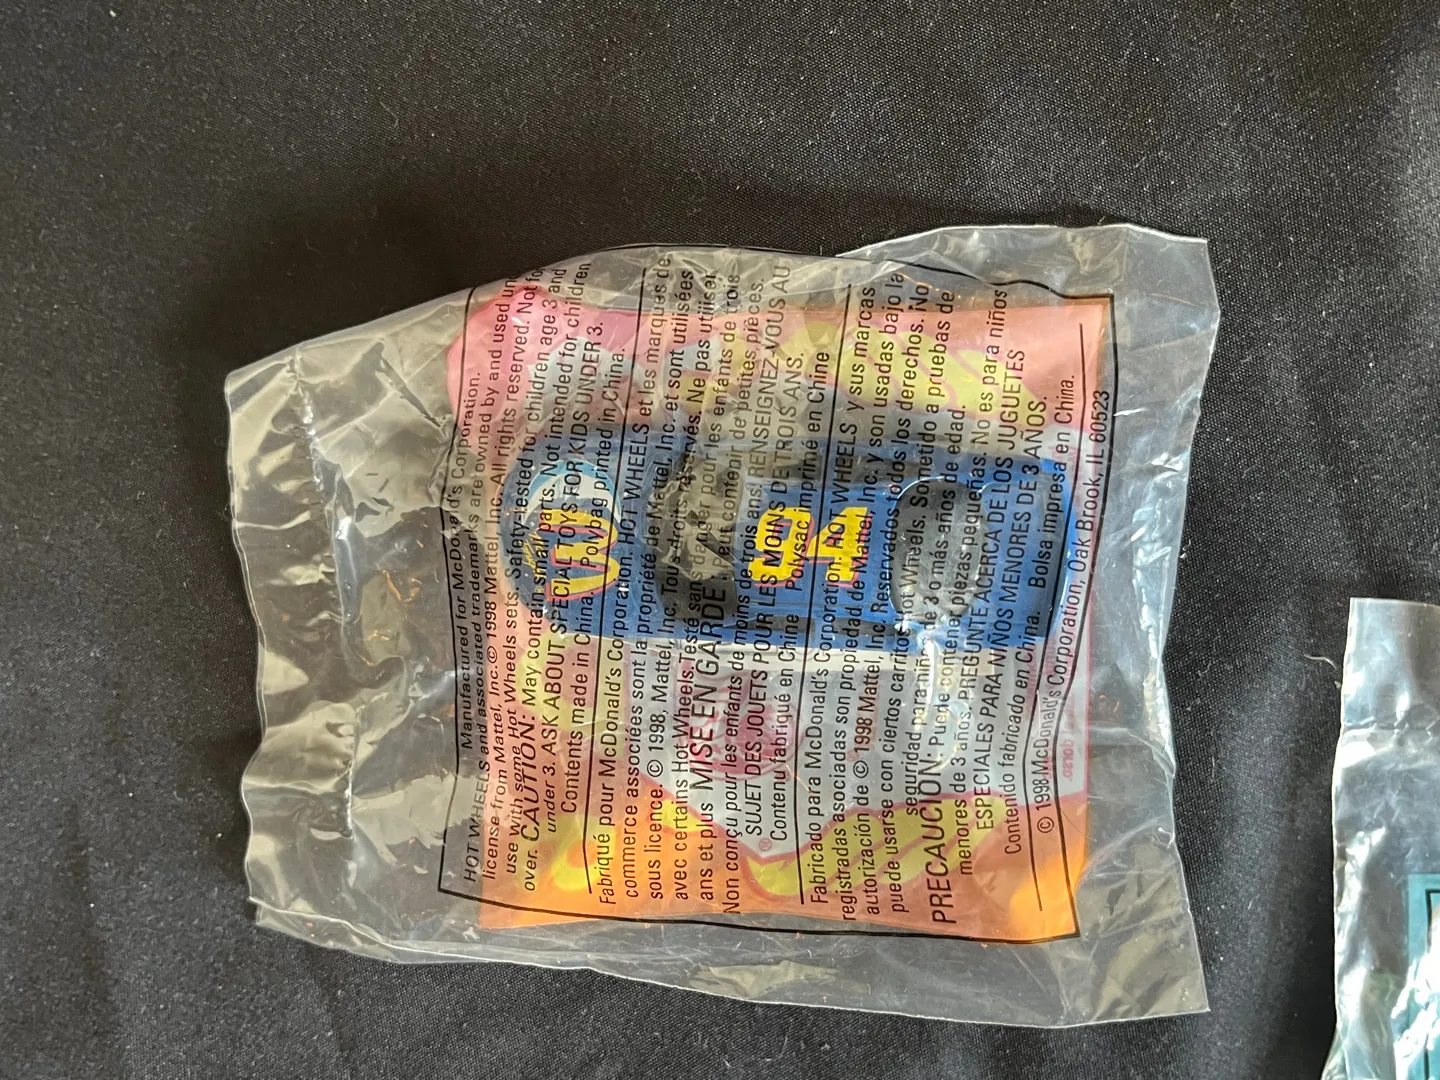 Manufactured for McDonald's Corporation.
HOT WHEELS and associated trademarks are owned by and used un
license from Mattel, Inc. © 1998 Mattel, Inc. All rights reserved. Not fo
use with some Hot Wheels sets. Safety tested for children age 3 and
over. CAUTION: May contain small parts. Not intended for children
under 3. ASK ABOUT SPECIAL TOYS FOR KIDS UNDER 3.
Contents made in China. Polybag printed in China.
Fabriqué pour McDonald's Corporation. HOT WHEELS et les marques de
commerce associées sont la propriété de Mattel, Inc. et sont utilisées
sous licence. © 1998, Mattel, Inc. Tous droits réservés. Ne pas utiliser
avec certains Hot Wheels. Testé sans danger pour les enfants de trois
ans et plus MISE EN GARDE: Peut contenir de petites pièces.
Non conçu pour les enfants de moins de trois ans. RENSEIGNEZ-VOUS AU
SUJET DES JOUETS POUR LES MOINS DE TROIS ANS.
Contenu fabriqué en Chine Polysac imprimé en Chine
Fabricado para McDonald's Corporation. HOT WHEELS y sus marcas
registradas asociadas son propiedad de Mattel, Inc. y son usadas bajo la
autorización de © 1998 Mattel, Inc. Reservados todos los derechos. No
puede usarse con ciertos carritos Hot Wheels. Sometido a pruebas de
seguridad para niños de 3 o más años de edad.
PRECAUCIÓN: Puede contener piezas pequeñas. No es para niños
menores de 3 años. PREGUNTE ACERCA DE LOS JUGUETES
ESPECIALES PARA NIÑOS MENORES DE 3 AÑOS.
Contenido fabricado en China. Bolsa impresa en China.
© 1998 McDonald's Corporation, Oak Brook, IL 60523
94